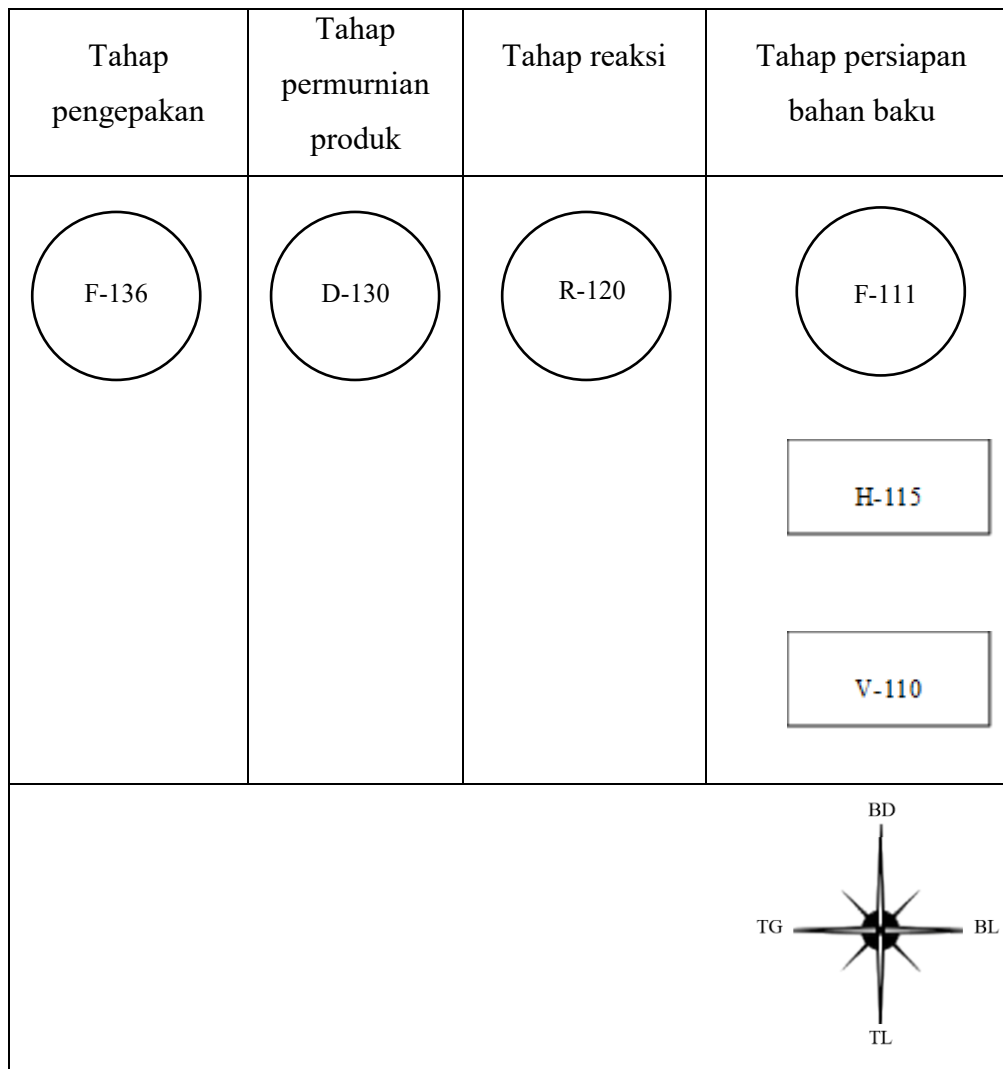 Tahap
pengepakan
Tahap
permurnian
produk
Tahap reaksi
Tahap persiapan
bahan baku
F-136
D-130
R-120
F-111
H-115
V-110
BD
TG
BL
TL